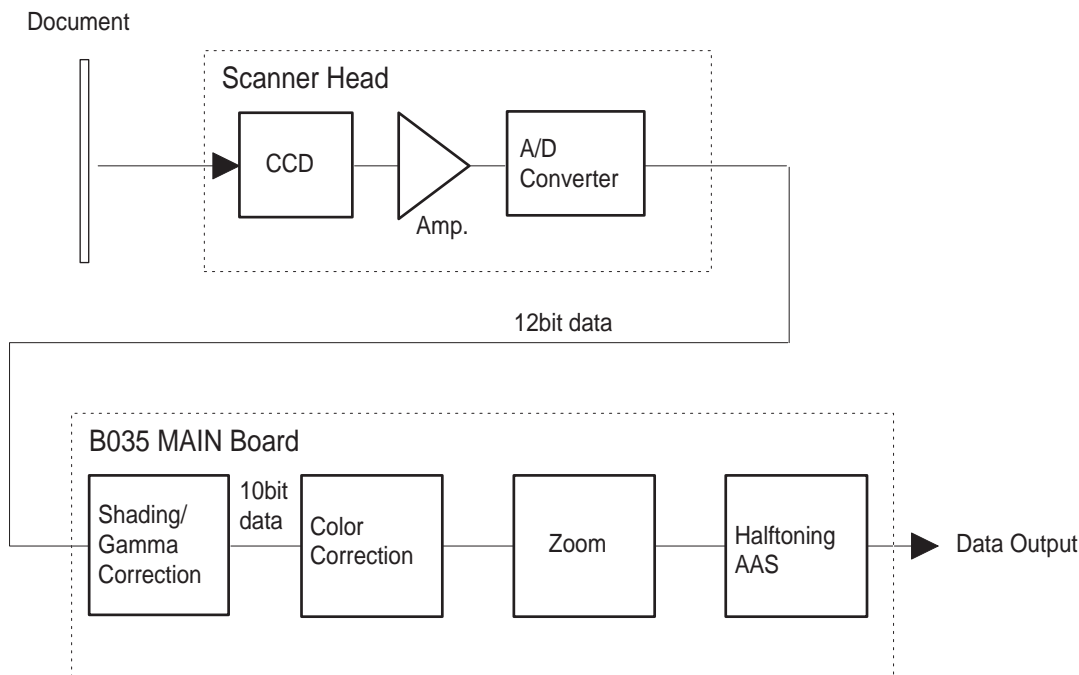 Document
Scanner Head
CCD
Amp.
A/D
Converter
12bit data
B035 MAIN Board
Shading/
Gamma
Correction
10bit
data
Color
Correction
Zoom
Halftoning
AAS
Data Output